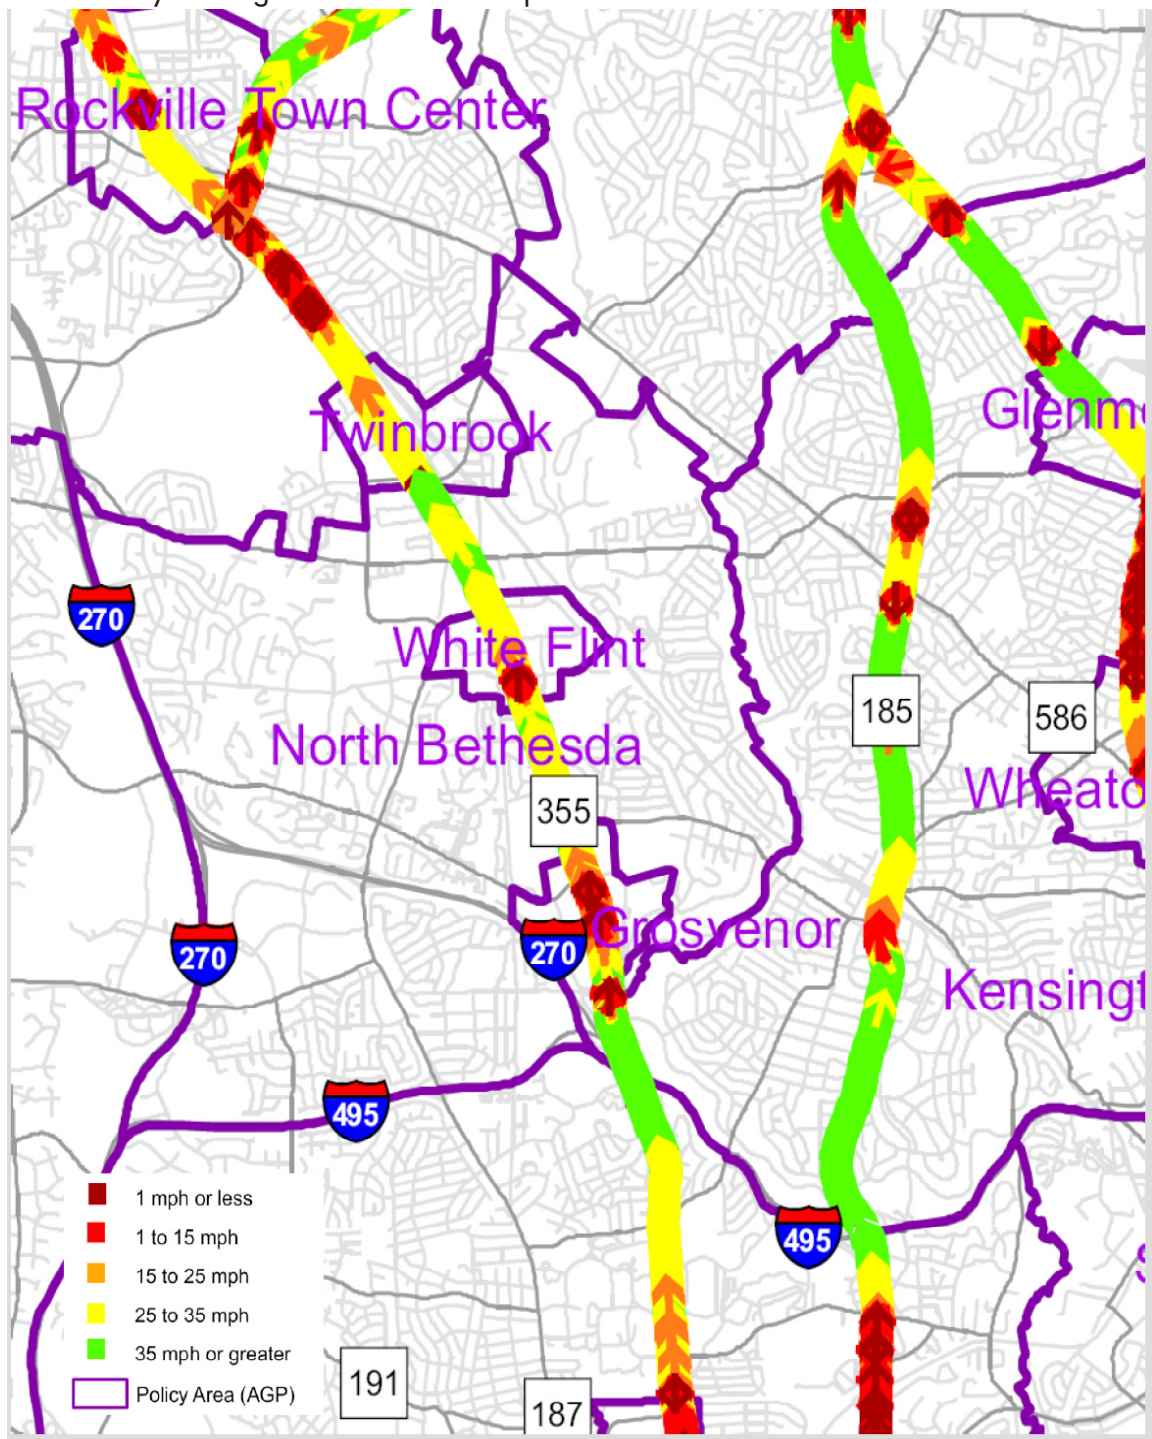 Rockville Town Center
Twinbrook
Glenm
270
White Flint
185
586
North Bethesda
Wheato
355
Grosvenor
270
270
Kensingt
495
495
1 mph or less
1 to 15 mph
15 to 25 mph
25 to 35 mph
35 mph or greater
Policy Area (AGP)
191
187